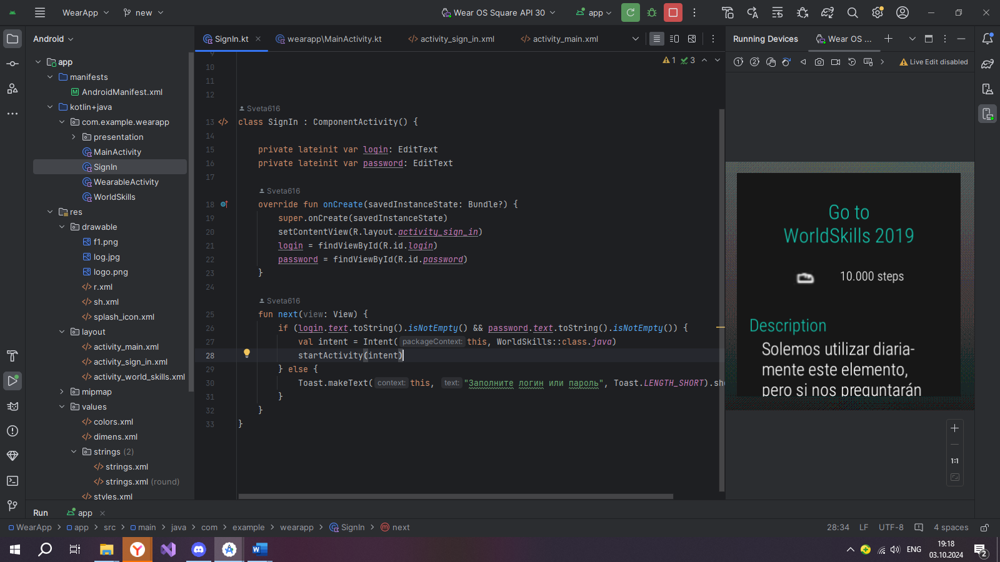 WearApp
new
Wear OS Square API 30
app
Android
SignIn.kt
wearapp\MainActivity.kt
activity_sign_in.xml
activity_main.xml
Running Devices
Wear OS ...
Live Edit disabled
app
manifests
AndroidManifest.xml
kotlin+java
com.example.wearapp
presentation
MainActivity
SignIn
WearableActivity
WorldSkills
res
drawable
f1.png
log.jpg
logo.png
r.xml
sh.xml
splash_icon.xml
layout
activity_main.xml
activity_sign_in.xml
activity_world_skills.xml
mipmap
values
colors.xml
dimens.xml
strings (2)
strings.xml
strings.xml (round)
styles.xml
1 3
9
10
11
12
Sveta616
13 class SignIn : ComponentActivity() {
14
15 private lateinit var login: EditText
16 private lateinit var password: EditText
17
Sveta616
18 override fun onCreate(savedInstanceState: Bundle?) {
19 super.onCreate(savedInstanceState)
20 setContentView(R.layout.activity_sign_in)
21 login = findViewById(R.id.login)
22 password = findViewById(R.id.password)
23 }
24
Sveta616
25 fun next(view: View) {
26 if (login.text.toString().isNotEmpty() && password.text.toString().isNotEmpty()) {
27 val intent = Intent( packageContext: this, WorldSkills::class.java)
28 startActivity(intent)
29 } else {
30 Toast.makeText( context: this, text: "Заполните логин или пароль", Toast.LENGTH_SHORT).sho
31 }
32 }
33 }
Go to
WorldSkills 2019
10.000 steps
Description
Solemos utilizar diaria-
mente este elemento,
pero si nos preguntarán
1:1
Run
app
WearApp > app > src > main > java > com > example > wearapp > SignIn > next
28:34 LF UTF-8 4 spaces
ENG
19:18
03.10.2024
2